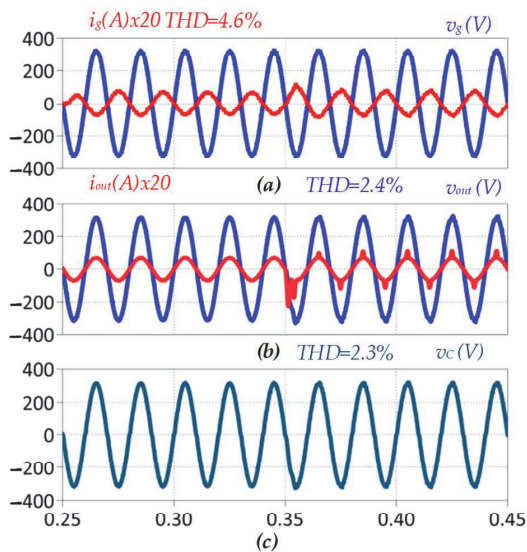 i_g(A)x20 THD=4.6% v_g(V)
400
200
0
−200
−400
(a)
i_out(A)x20 THD=2.4% v_out(V)
400
200
0
−200
−400
(b) THD=2.3% v_C(V)
400
200
0
−200
−400
0.25 0.30 0.35 0.40 0.45
(c)